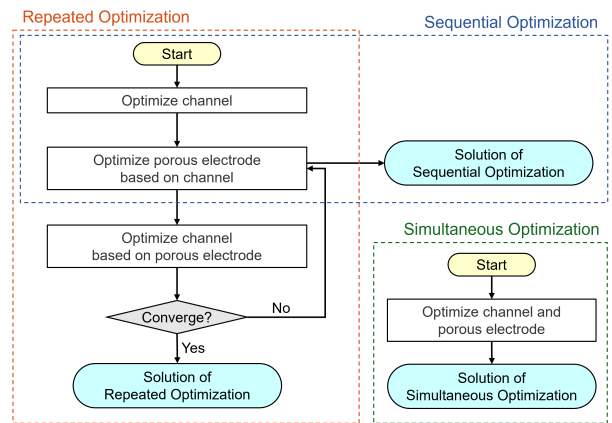 Repeated Optimization
Sequential Optimization
Start
Optimize channel
Optimize porous electrode
based on channel
Solution of
Sequential Optimization
Optimize channel
based on porous electrode
Converge?
No
Yes
Solution of
Repeated Optimization
Simultaneous Optimization
Start
Optimize channel and
porous electrode
Solution of
Simultaneous Optimization